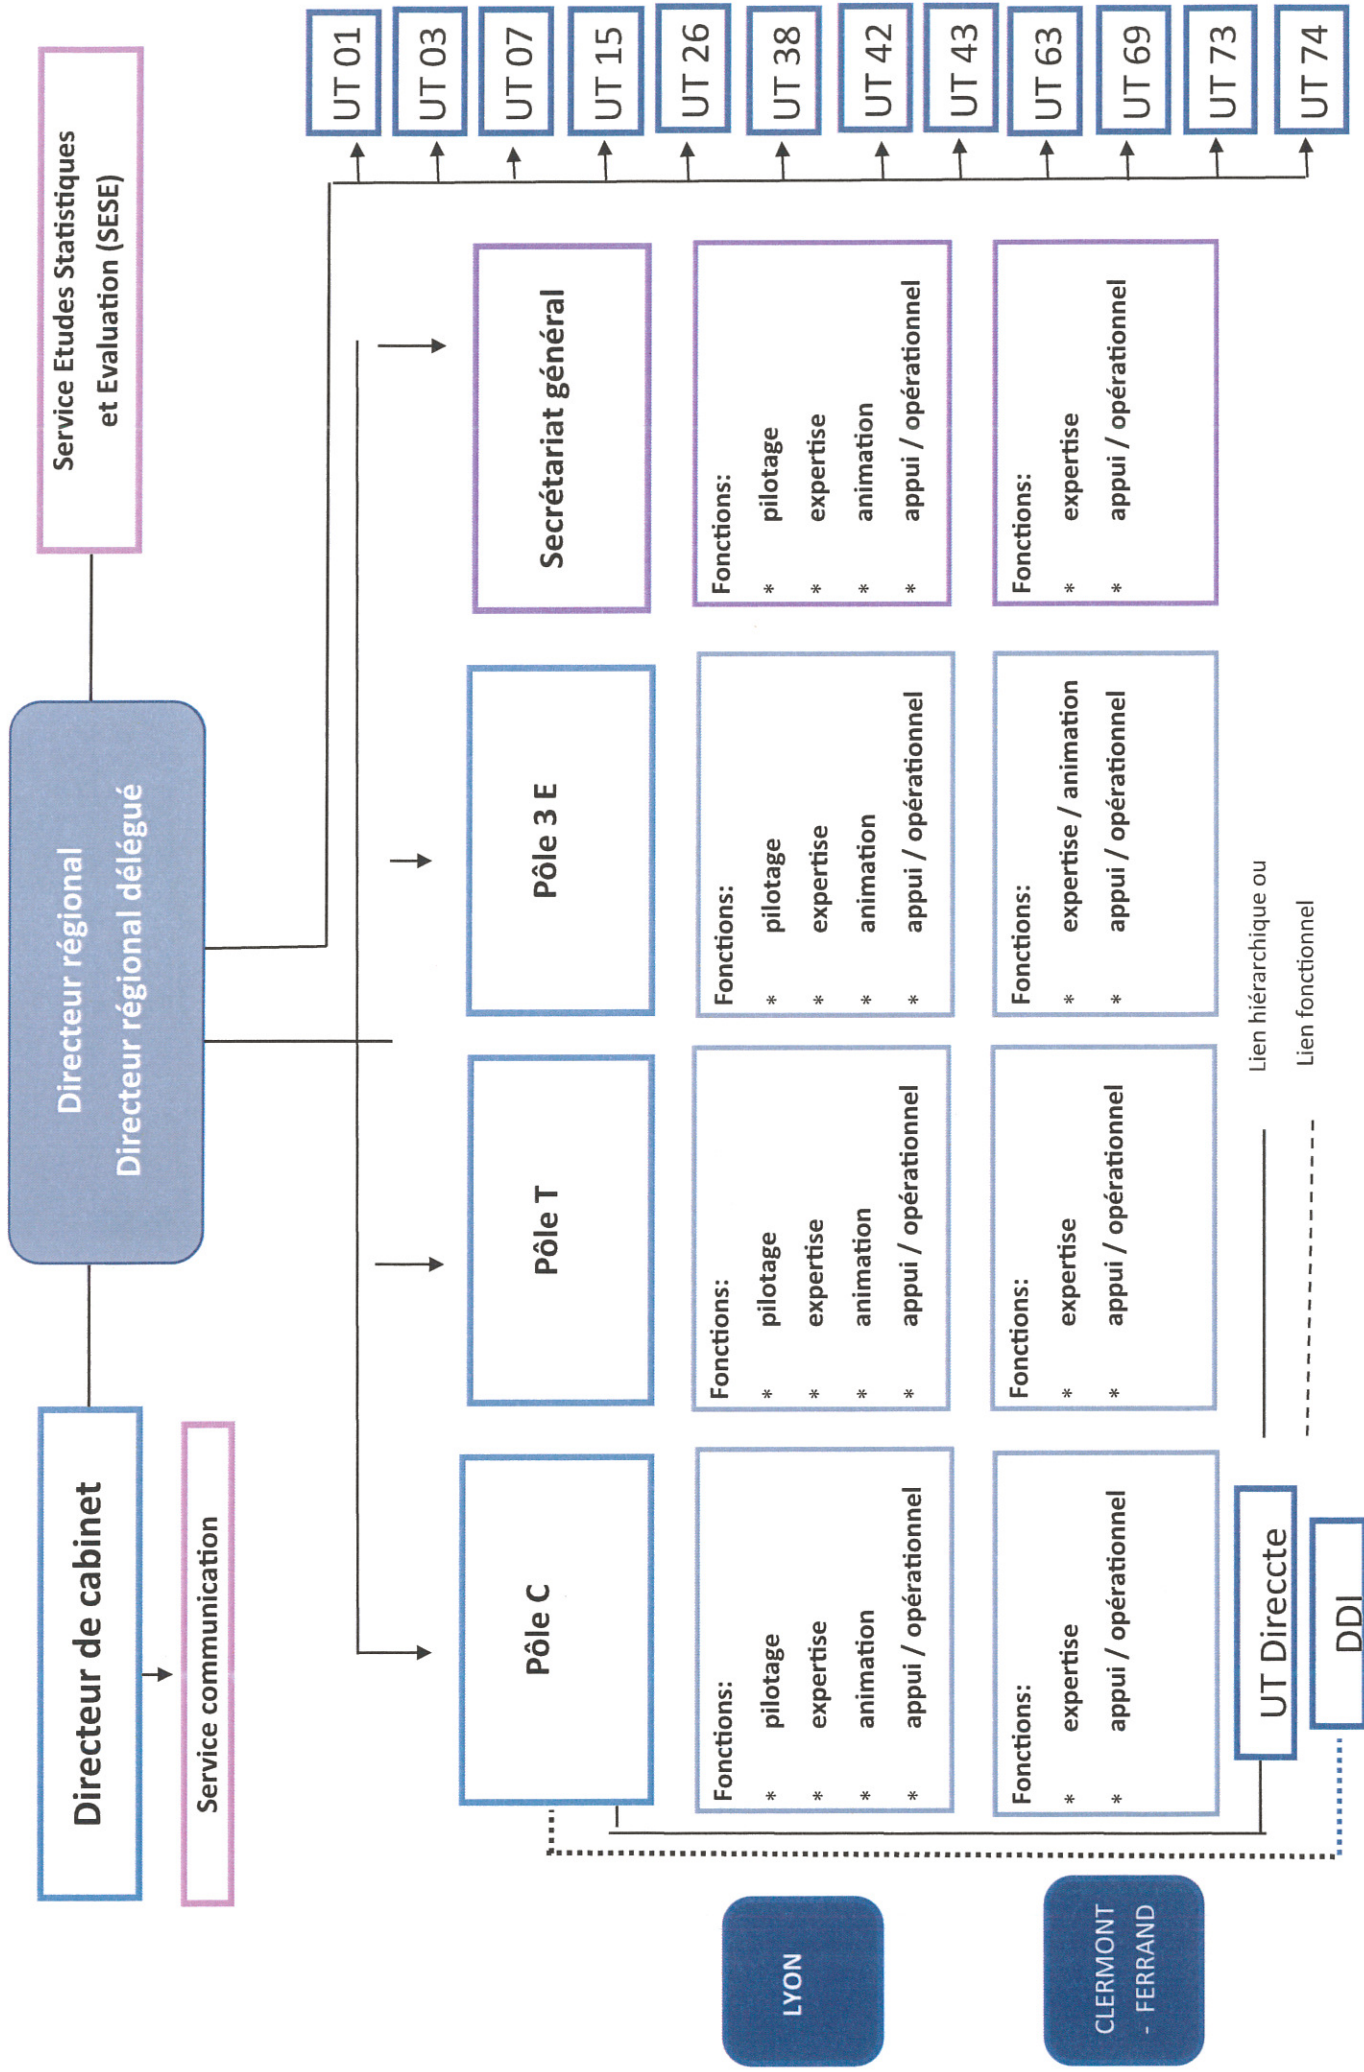 Directeur de cabinet
Service communication
Directeur régional
Directeur régional délégué
Service Etudes Statistiques
et Evaluation (SESE)
UT 01
UT 03
UT 07
UT 15
UT 26
UT 38
UT 42
UT 43
UT 63
UT 69
UT 73
UT 74
Pôle C
Pôle T
Pôle 3 E
Secrétariat général
LYON
Fonctions:
* pilotage
* expertise
* animation
* appui / opérationnel
Fonctions:
* pilotage
* expertise
* animation
* appui / opérationnel
Fonctions:
* pilotage
* expertise
* animation
* appui / opérationnel
Fonctions:
* pilotage
* expertise
* animation
* appui / opérationnel
CLERMONT
- FERRAND
Fonctions:
* expertise
* appui / opérationnel
Fonctions:
* expertise
* appui / opérationnel
Fonctions:
* expertise / animation
* appui / opérationnel
Fonctions:
* expertise
* appui / opérationnel
UT Direccte
DDI
Lien hiérarchique ou
Lien fonctionnel